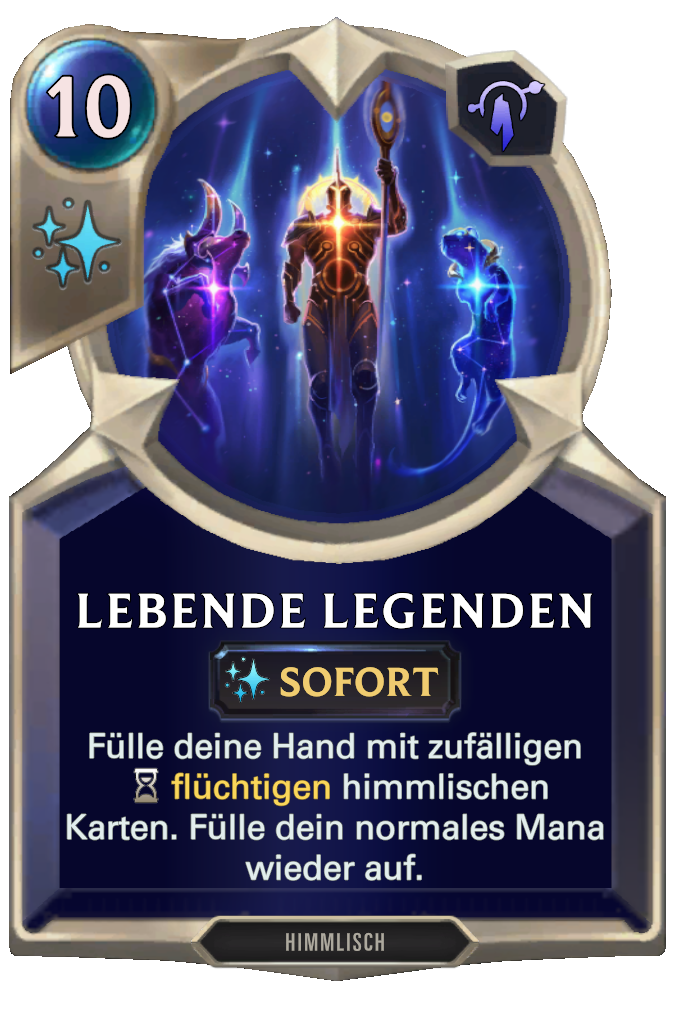 10
LEBENDE LEGENDEN
SOFORT
Fülle deine Hand mit zufälligen
flüchtigen himmlischen
Karten. Fülle dein normales Mana
wieder auf.
HIMMLISCH